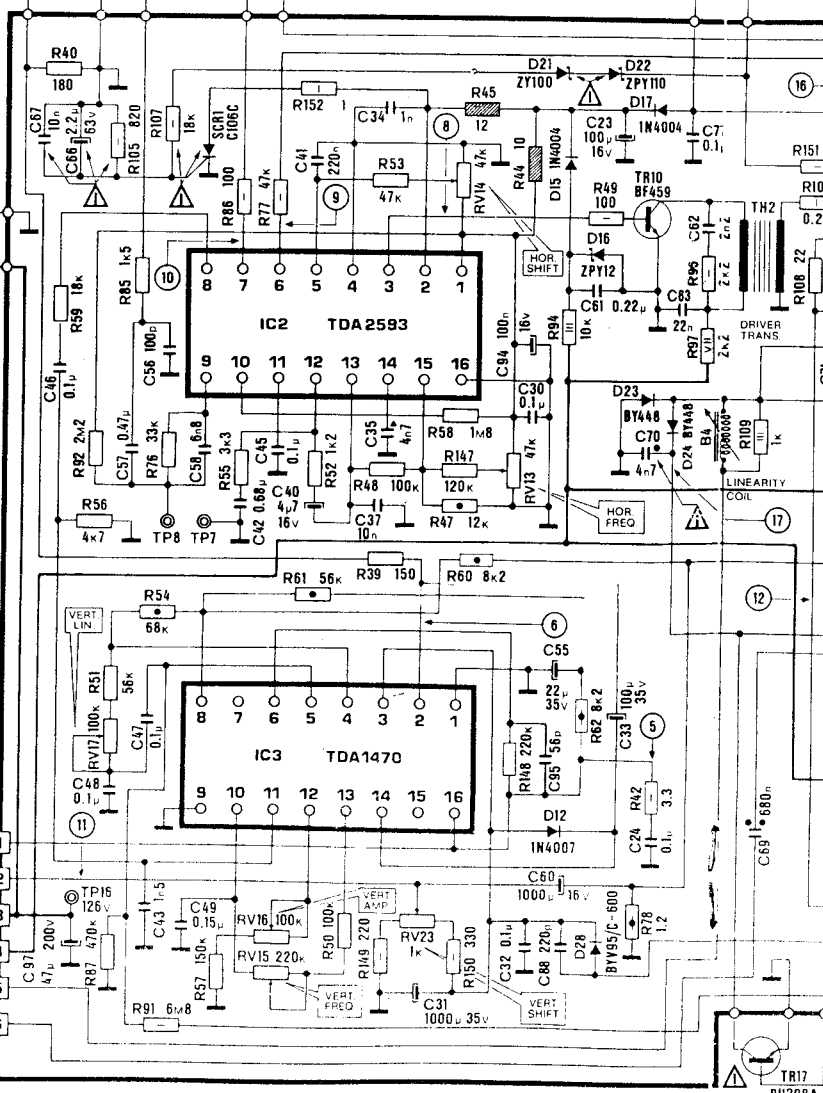 R40
180
C67
10n
C66
2.2µ
63v
820
R105
R107
18K
SCR1
C106C
R152 1
R86 100
R77 47K
C34 1n
C41
220n
R53
47K
8
9
10
R45
12
R44 10
RV14
47K
HOR.
SHIFT
D21
ZY100
D22
ZPY110
D17
1N4004
C23
100µ
16v
D15 1N4004
C77
0.1
R49
100
TR10
BF459
D16
ZPY12
C61 0.22µ
C62
2n2
R96
2K2
R97
2K2
C83
22n
TH2
DRIVER
TRANS.
16
R151
R10
0.2
R108 22
R59 18K
R85 1K5
C46
0.1µ
C56 100p
8 7 6 5 4 3 2 1
IC2 TDA2593
9 10 11 12 13 14 15 16
C94 100n
16v
R94
10K
C30
0.1µ
R92 2M2
C57 0.47µ
R76 33K
C58 6n8
R55 3K3
C45
0.1µ
R52 1K2
C35
4n7
R58 1M8
R48
100K
R147
120K
RV13
47K
C42 0.68µ
C40
4µ7
16v
C37
10n
R47 12K
HOR.
FREQ.
R56
4K7
TP8
TP7
D23
BY448
D24 BY448
C70
4n7
B4
R109
1K
LINEARITY
COIL
17
R39 150
R60 8K2
R61 56K
R54
68K
VERT.
LIN.
6
12
R51 56K
RV17 100K
C47
0.1µ
C48
0.1µ
11
8 7 6 5 4 3 2 1
IC3 TDA1470
9 10 11 12 13 14 15 16
C55
22µ
35v
R62 8K2
C33
100µ
35v
5
R148 220K
C95 56p
R42 3.3
C24 0.1µ
D12
1N4007
C69 680n
TP16
126v
C97
47µ 200v
R87 470K
C43 1n5
C49
0.15µ
R57 150K
RV16 100K
VERT.
AMP.
RV15 220K
VERT.
FREQ.
R50 100K
R149 220
RV23
1K
R150 330
C31
1000µ 35v
VERT
SHIFT
C60
1000µ 16v
C32 0.1µ
C88 220p
D28
BYV95/C-600
R78
1.2
R91 6M8
TR17